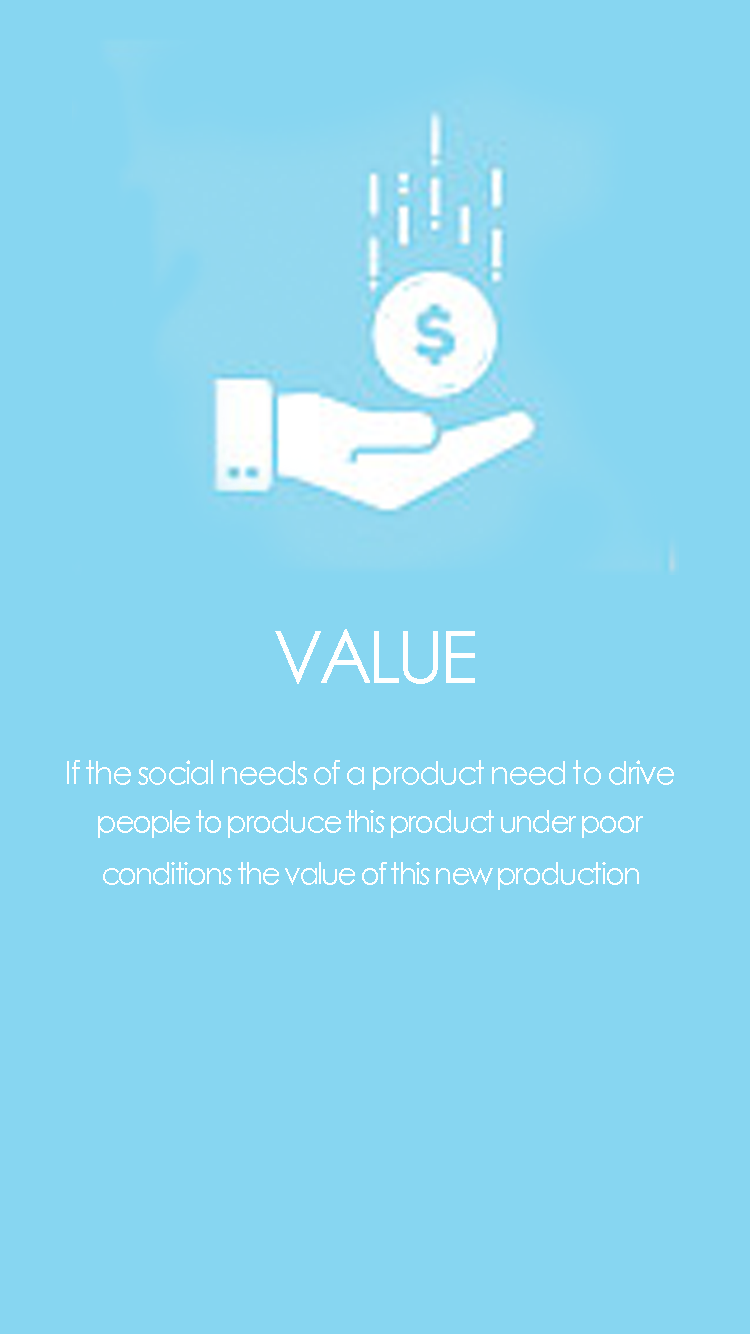 $
VALUE
If the social needs of a product need to drive
people to produce this product under poor
conditions the value of this new production